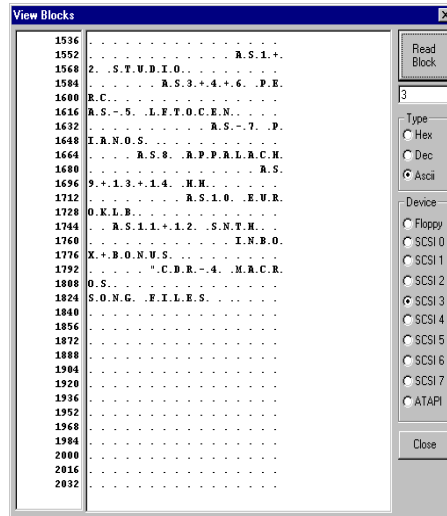 View Blocks
1536 . . . . . . . . . . . . . . . .
1552 . . . . . . . . . . . . A.S.1.+.
1568 2. .S.T.U.D.I.O. . . . . . . .
1584 . . . . . . A.S.3.+.4.+.6. .P.E.
1600 R.C. . . . . . . . . . . . . .
1616 A.S.-.5. .L.F.T.O.C.E.N. . . . .
1632 . . . . . . . . . . A.S.-.7. .P.
1648 I.A.N.O.S. . . . . . . . . . .
1664 . . . . A.S.8. .A.P.P.A.L.A.C.H.
1680 . . . . . . . . . . . . . . A.S.
1696 9.+.1.3.+.1.4. .H.H. . . . . .
1712 . . . . . . . . A.S.1.0. .E.U.R.
1728 O.K.L.B. . . . . . . . . . . .
1744 . . A.S.1.1.+.1.2. .S.N.T.H. . .
1760 . . . . . . . . . . . . I.N.B.O.
1776 X.+.B.O.N.U.S. . . . . . . . .
1792 . . . . . ".C.D.R.-.4. .M.A.C.R.
1808 O.S. . . . . . . . . . . . . .
1824 S.O.N.G. .F.I.L.E.S. . . . . . .
1840 . . . . . . . . . . . . . . . .
1856 . . . . . . . . . . . . . . . .
1872 . . . . . . . . . . . . . . . .
1888 . . . . . . . . . . . . . . . .
1904 . . . . . . . . . . . . . . . .
1920 . . . . . . . . . . . . . . . .
1936 . . . . . . . . . . . . . . . .
1952 . . . . . . . . . . . . . . . .
1968 . . . . . . . . . . . . . . . .
1984 . . . . . . . . . . . . . . . .
2000 . . . . . . . . . . . . . . . .
2016 . . . . . . . . . . . . . . . .
2032 . . . . . . . . . . . . . . . .
Read
Block
3
Type
Hex
Dec
Ascii
Device
Floppy
SCSI 0
SCSI 1
SCSI 2
SCSI 3
SCSI 4
SCSI 5
SCSI 6
SCSI 7
ATAPI
Close